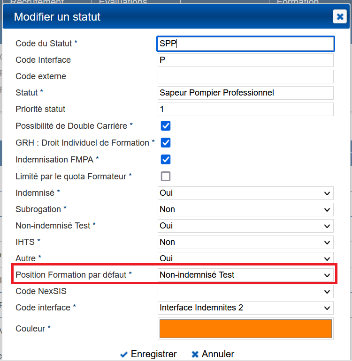 Recrutement Evaluations Formation
Modifier un statut
Code du Statut * SPP
Code Interface P
Code externe
Statut * Sapeur Pompier Professionnel
Priorité statut 1
Possibilité de Double Carrière *
GRH : Droit Individuel de Formation *
Indemnisation FMPA *
Limité par le quota Formateur *
Indemnisé * Oui
Subrogation * Non
Non-indemnisé Test * Oui
IHTS * Non
Autre * Oui
Position Formation par défaut * Non-indemnisé Test
Code NexSIS
Code interface * Interface Indemnites 2
Couleur *
Enregistrer Annuler